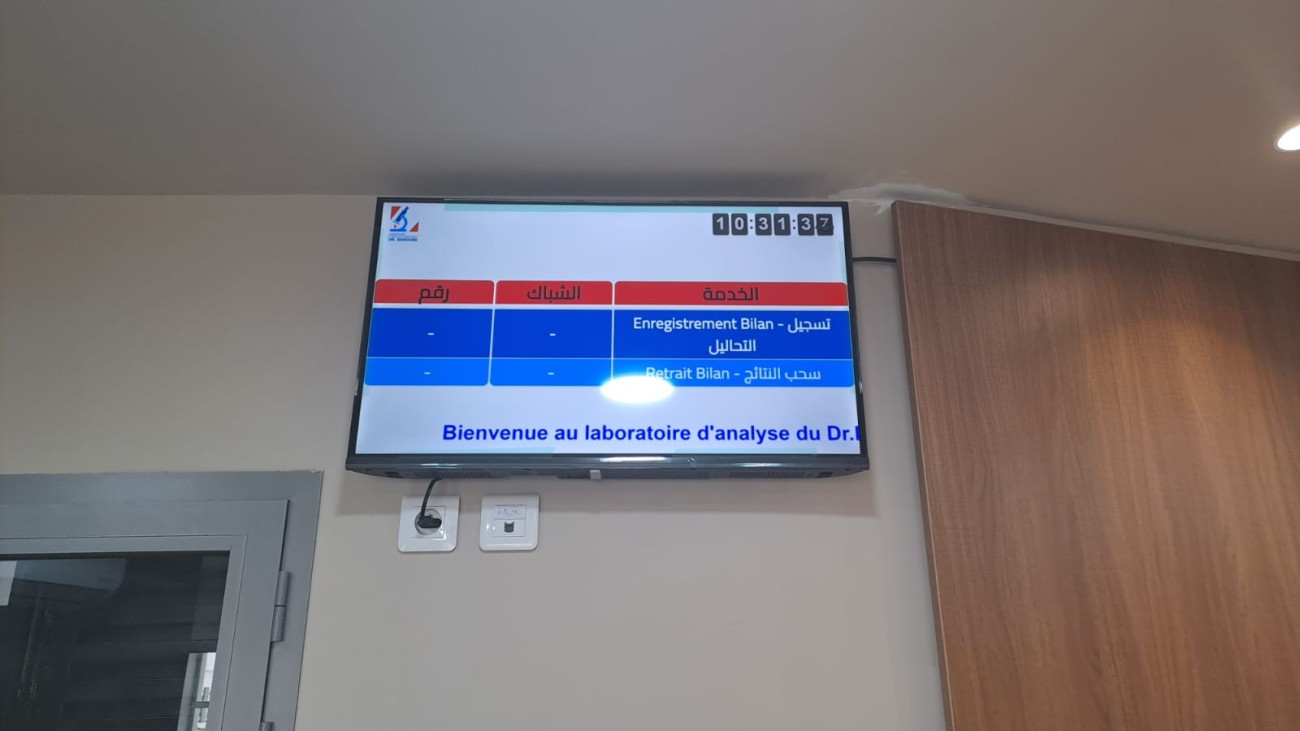 10:31:37
الخدمة الشباك رقم
Enregistrement Bilan - تسجيل
التحاليل
- -
Retrait Bilan - سحب النتائج
- -
Bienvenue au laboratoire d'analyse du Dr.